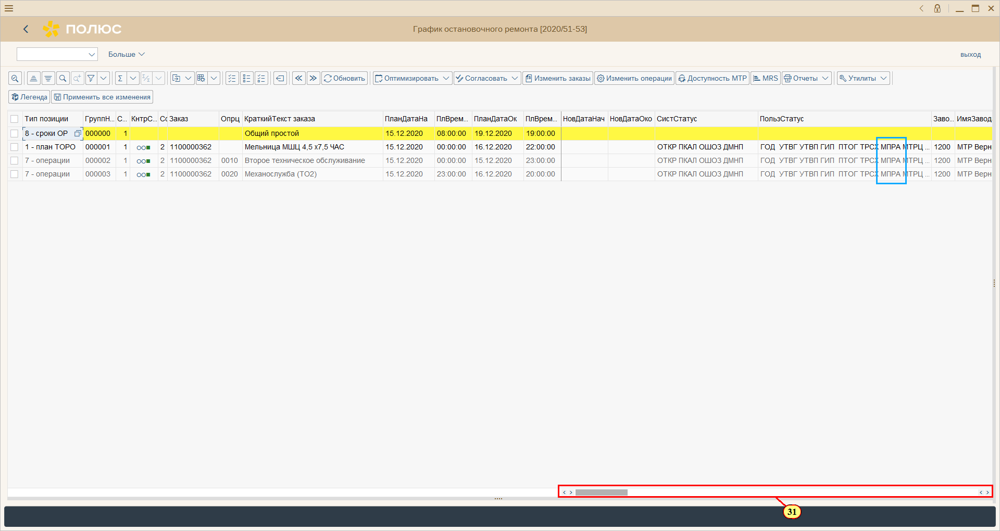 ПОЛЮС
График остановочного ремонта [2020/51-53]
Больше
выход
Обновить Оптимизировать Согласовать Изменить заказы Изменить операции Доступность МТР MRS Отчеты Утилиты
Легенда Применить все изменения
Тип позиции ГруппН... С... КнтрС... Сс Заказ Опрц КраткийТекст заказа ПланДатаНа ПлВрем... ПланДатаОк ПлВрем... НовДатаНач НовДатаОко СистСтатус ПользСтатус Заво... ИмяЗавод
8 - сроки ОР 000000 1 Общий простой 15.12.2020 08:00:00 19.12.2020 19:00:00
1 - план ТОРО 000001 1 2 1100000362 Мельница МШЦ 4,5 х7,5 ЧАС 15.12.2020 00:00:00 16.12.2020 22:00:00 ОТКР ПКАЛ ОШОЗ ДМНП ГОД УТВГ УТВП ГИП ПТОГ ТРСХ МПРА МТРЦ ... 1200 МТР Верн
7 - операции 000002 1 2 1100000362 0010 Второе техническое обслуживание 15.12.2020 00:00:00 15.12.2020 23:00:00 ОТКР ПКАЛ ОШОЗ ДМНП ГОД УТВГ УТВП ГИП ПТОГ ТРСХ МПРА МТРЦ ... 1200 МТР Верн
7 - операции 000003 1 2 1100000362 0020 Механослужба (ТО2) 15.12.2020 23:00:00 16.12.2020 20:00:00 ОТКР ПКАЛ ОШОЗ ДМНП ГОД УТВГ УТВП ГИП ПТОГ ТРСХ МПРА МТРЦ ... 1200 МТР Верн
31